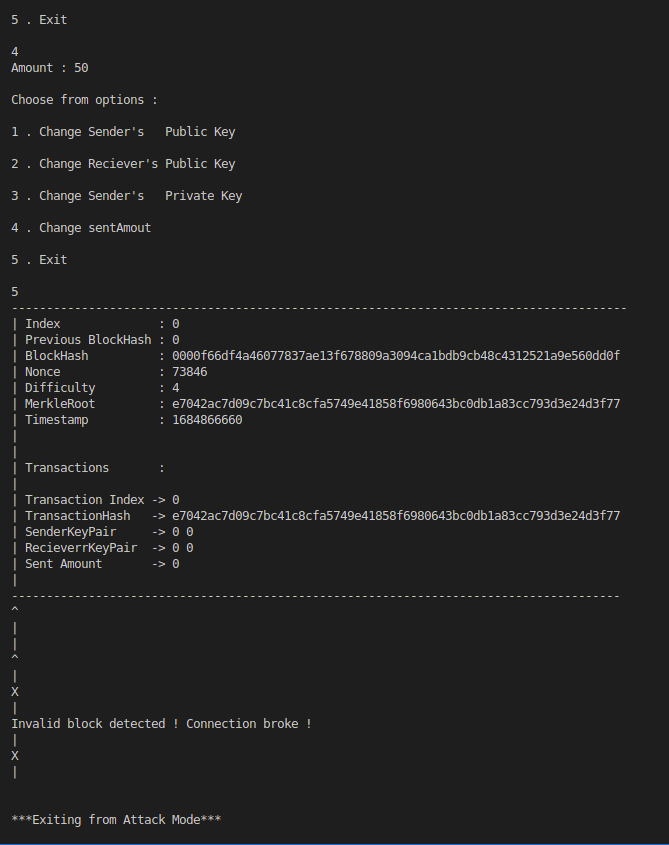 5 . Exit
4
Amount : 50
Choose from options :
1 . Change Sender's   Public Key
2 . Change Reciever's Public Key
3 . Change Sender's   Private Key
4 . Change sentAmout
5 . Exit
5
----------------------------------------------------------------------------------------
| Index              : 0
| Previous BlockHash : 0
| BlockHash          : 0000f66df4a46077837ae13f678809a3094ca1bdb9cb48c4312521a9e560dd0f
| Nonce              : 73846
| Difficulty         : 4
| MerkleRoot         : e7042ac7d09c7bc41c8cfa5749e41858f6980643bc0db1a83cc793d3e24d3f77
| Timestamp          : 1684866660
|
|
| Transactions       :
|
| Transaction Index -> 0
| TransactionHash   -> e7042ac7d09c7bc41c8cfa5749e41858f6980643bc0db1a83cc793d3e24d3f77
| SenderKeyPair     -> 0 0
| RecieverrKeyPair  -> 0 0
| Sent Amount       -> 0
|
---------------------------------------------------------------------------------------
^
|
|
^
|
X
|
Invalid block detected ! Connection broke !
|
X
|
***Exiting from Attack Mode***